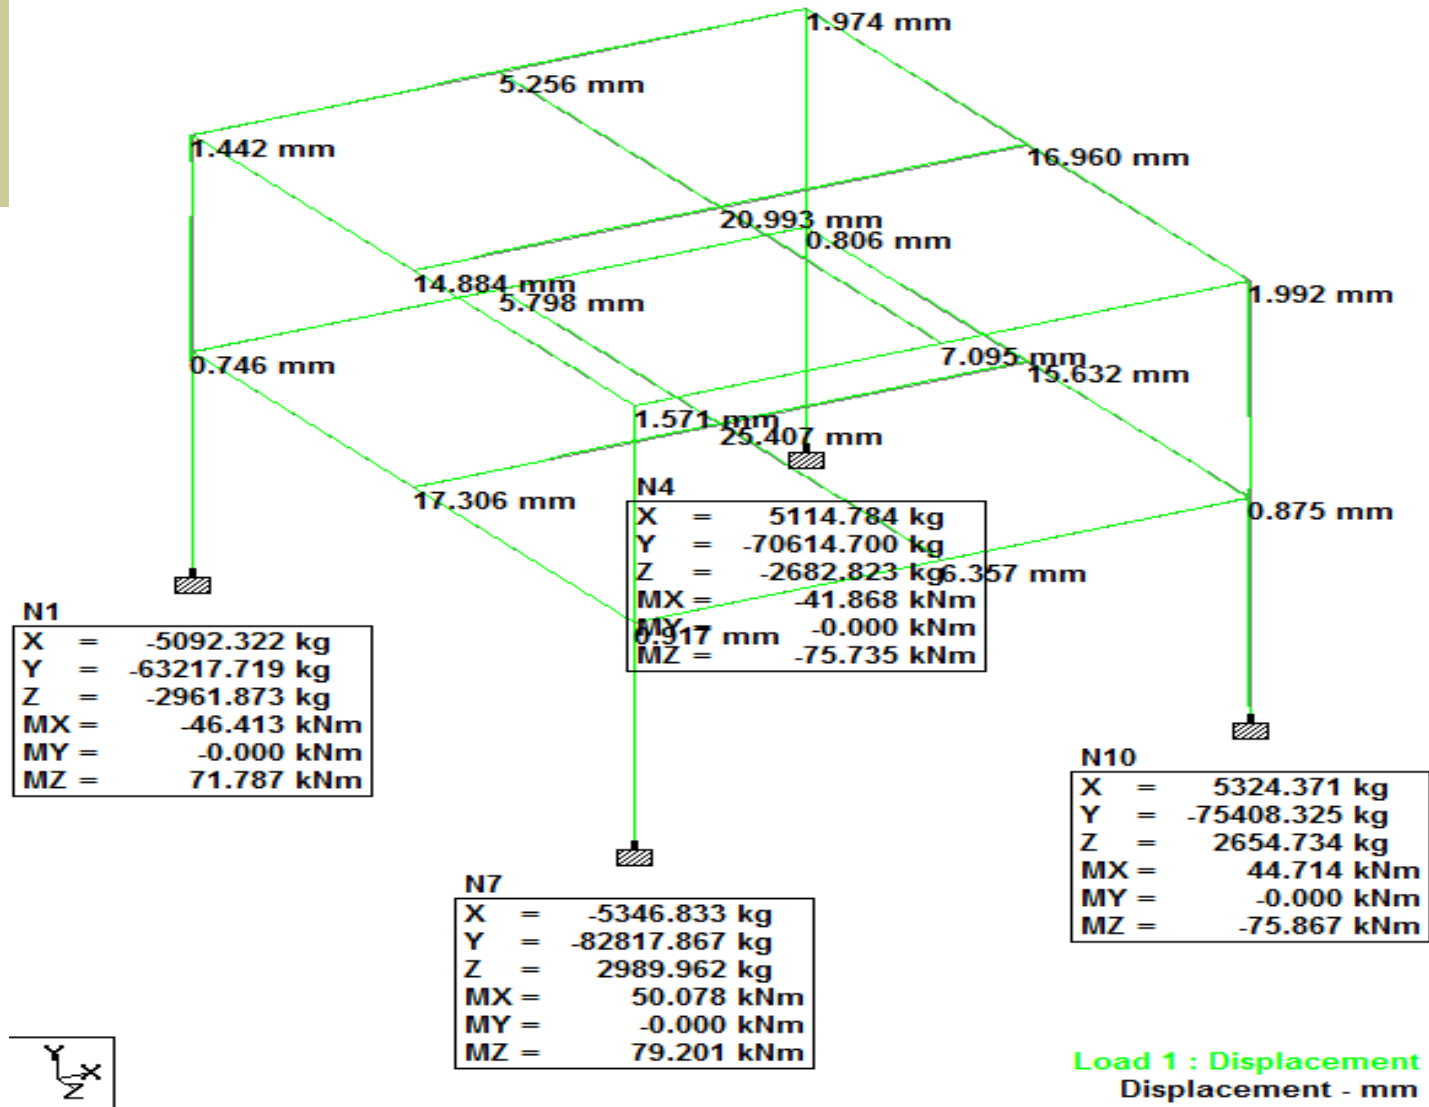 1.974 mm
5.256 mm
1.442 mm
16.960 mm
20.993 mm
0.806 mm
14.884 mm
5.798 mm
1.992 mm
0.746 mm
7.095 mm
15.632 mm
1.571 mm
25.407 mm
17.306 mm
0.875 mm
N4
X = 5114.784 kg
Y = -70614.700 kg
Z = -2682.823 kg
MX = -41.868 kNm
MY = -0.000 kNm
MZ = -75.735 kNm
6.357 mm
0.917 mm
N1
X = -5092.322 kg
Y = -63217.719 kg
Z = -2961.873 kg
MX = -46.413 kNm
MY = -0.000 kNm
MZ = 71.787 kNm
N10
X = 5324.371 kg
Y = -75408.325 kg
Z = 2654.734 kg
MX = 44.714 kNm
MY = -0.000 kNm
MZ = -75.867 kNm
N7
X = -5346.833 kg
Y = -82817.867 kg
Z = 2989.962 kg
MX = 50.078 kNm
MY = -0.000 kNm
MZ = 79.201 kNm
Y
X
Z
Load 1 : Displacement
Displacement - mm